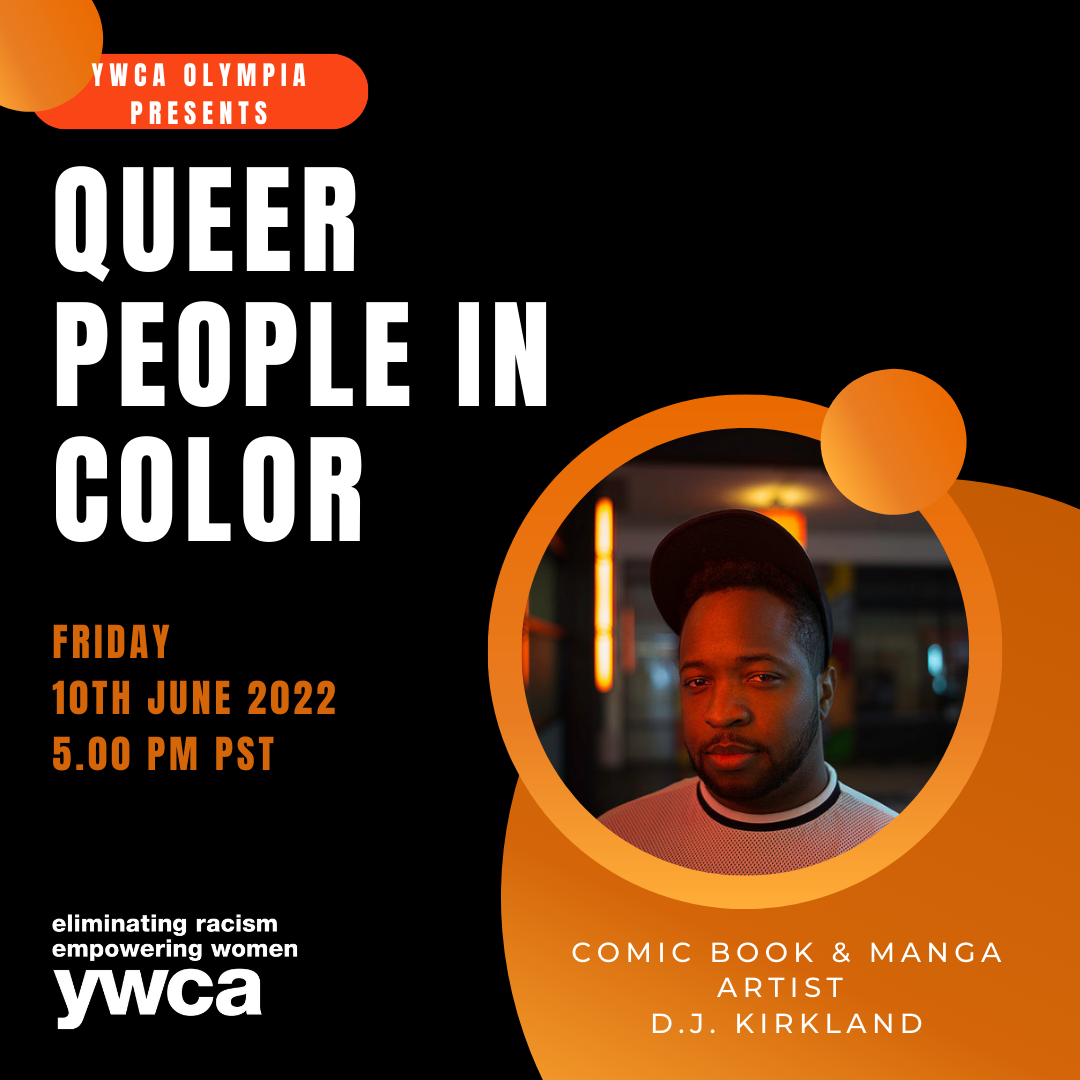 YWCA OLYMPIA
PRESENTS
QUEER
PEOPLE IN
COLOR
FRIDAY
10TH JUNE 2022
5.00 PM PST
eliminating racism
empowering women
ywca
COMIC BOOK & MANGA
ARTIST
D.J. KIRKLAND